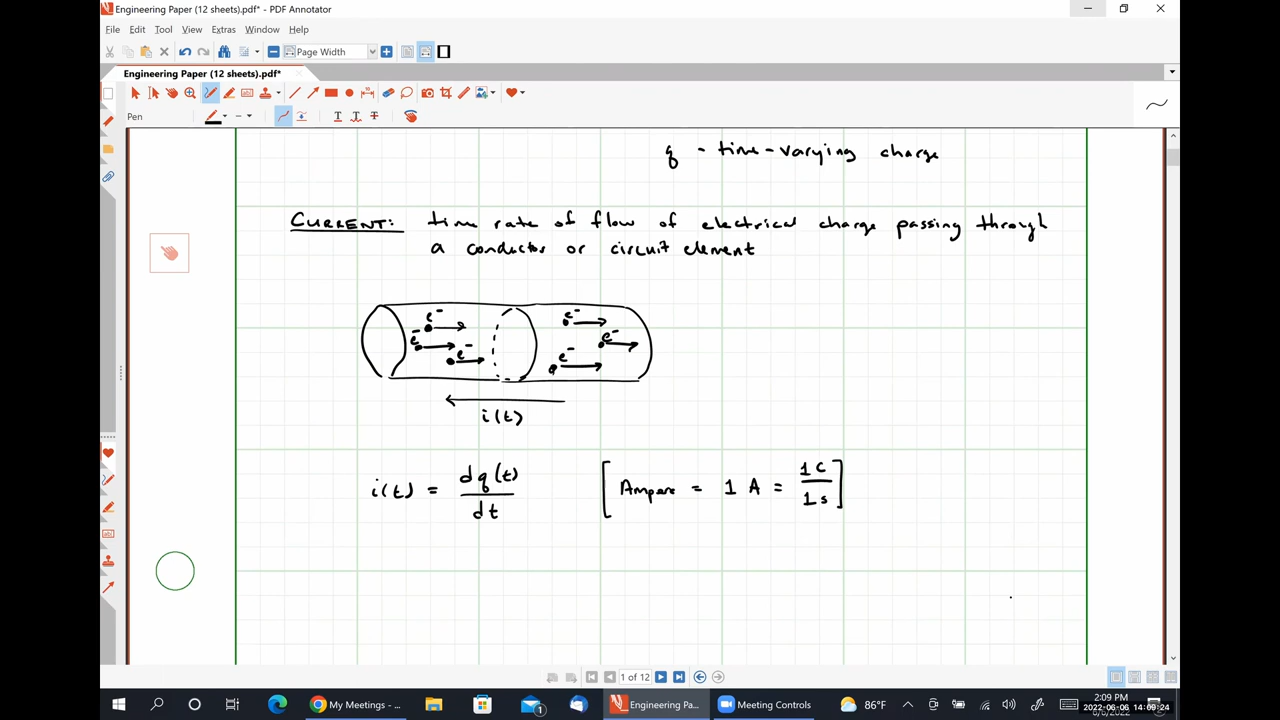 Engineering Paper (12 sheets).pdf* - PDF Annotator
File Edit Tool View Extras Window Help
Page Width
Engineering Paper (12 sheets).pdf*
Pen
q - time-varying charge
CURRENT: time rate of flow of electrical charge passing through
a conductor or circuit element
e⁻ e⁻
e⁻ e⁻
e⁻ e⁻
i(t)
i(t) = dq(t)/dt [Ampere = 1 A = 1C/1s]
1 of 12
My Meetings - ... Engineering Pa... Meeting Controls 86°F 2:09 PM
2022-06-06 14:09:24